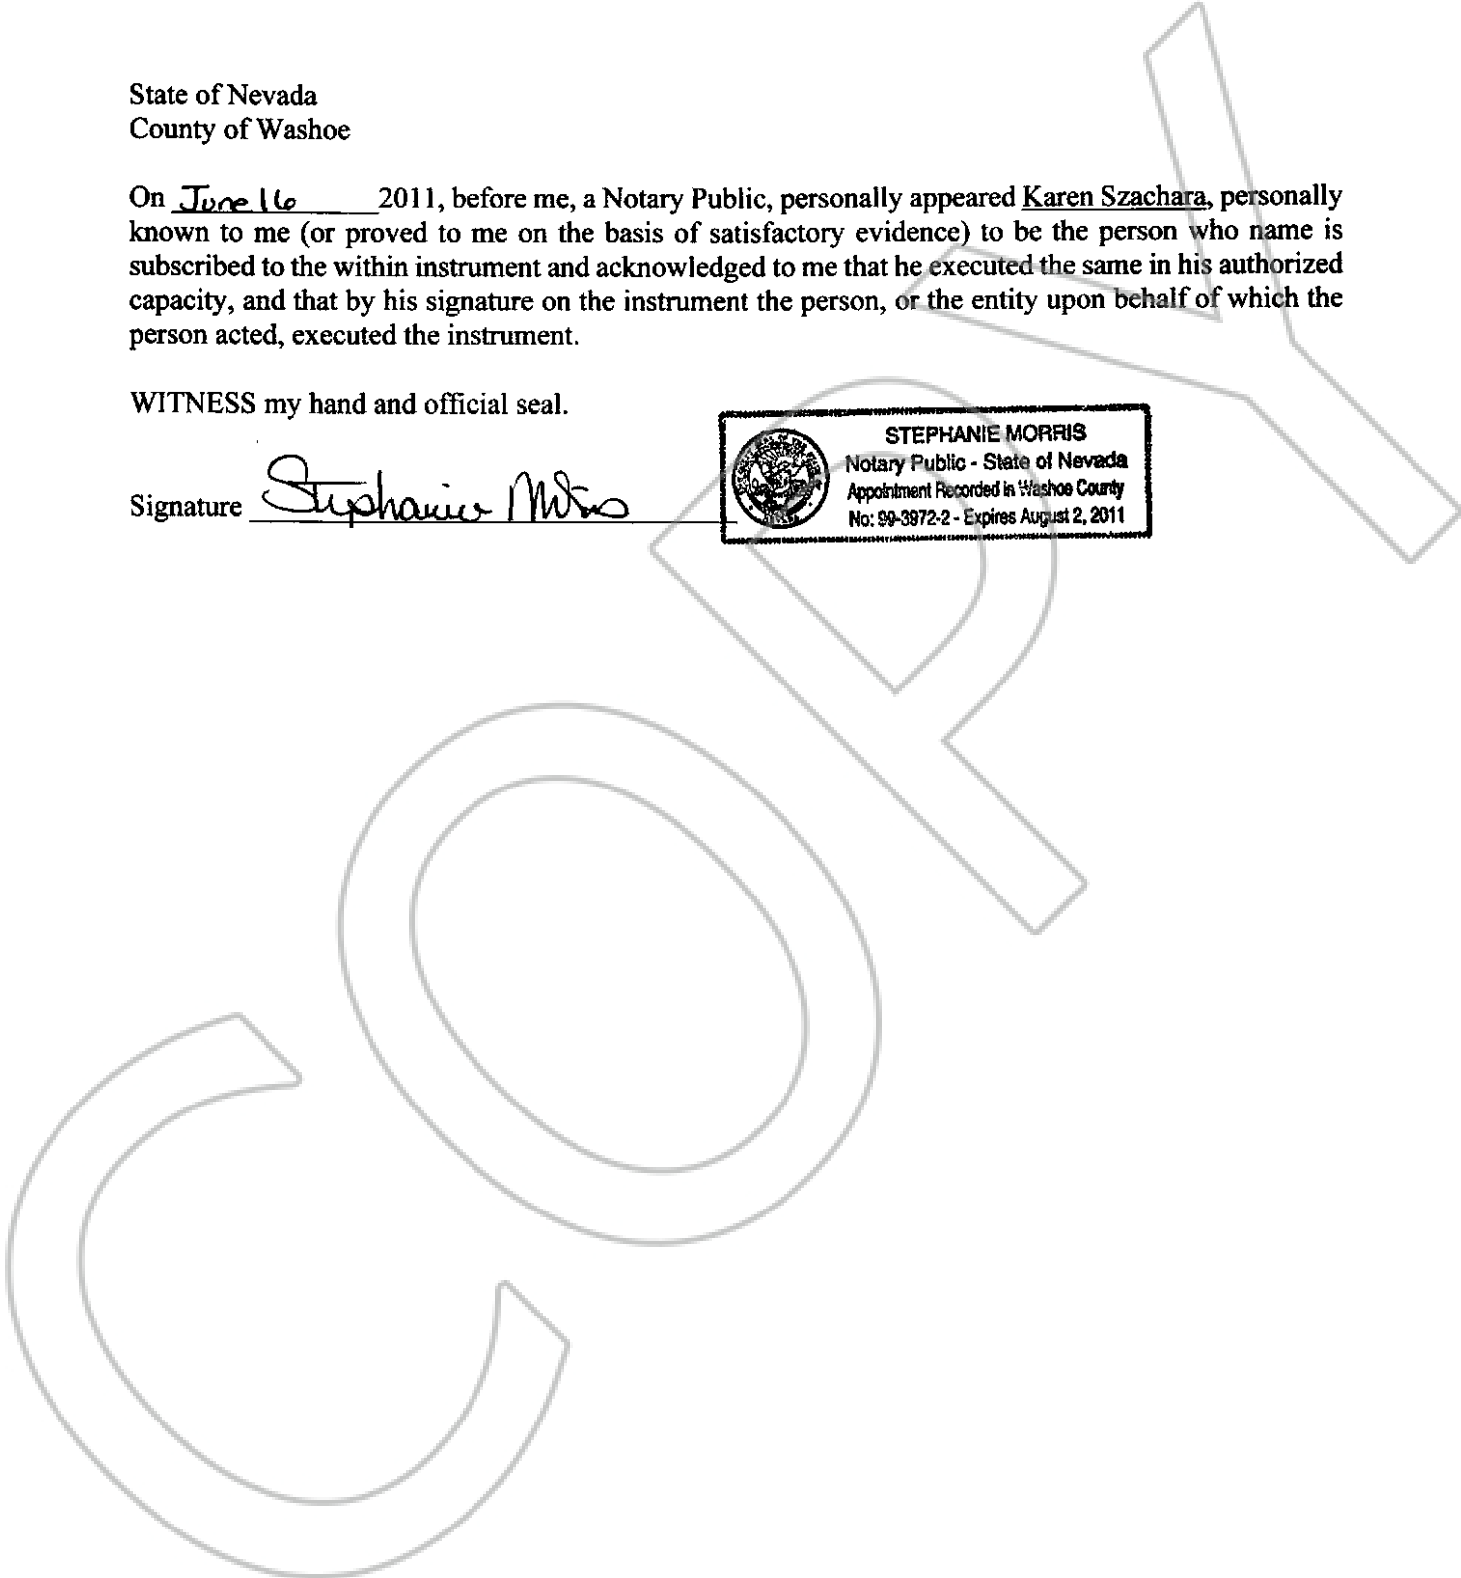 State of Nevada
County of Washoe
On June 16 2011, before me, a Notary Public, personally appeared Karen Szachara, personally
known to me (or proved to me on the basis of satisfactory evidence) to be the person who name is
subscribed to the within instrument and acknowledged to me that he executed the same in his authorized
capacity, and that by his signature on the instrument the person, or the entity upon behalf of which the
person acted, executed the instrument.
WITNESS my hand and official seal.
Signature Stephanie Morris
STEPHANIE MORRIS
Notary Public - State of Nevada
Appointment Recorded in Washoe County
No: 99-3972-2 - Expires August 2, 2011
COPY